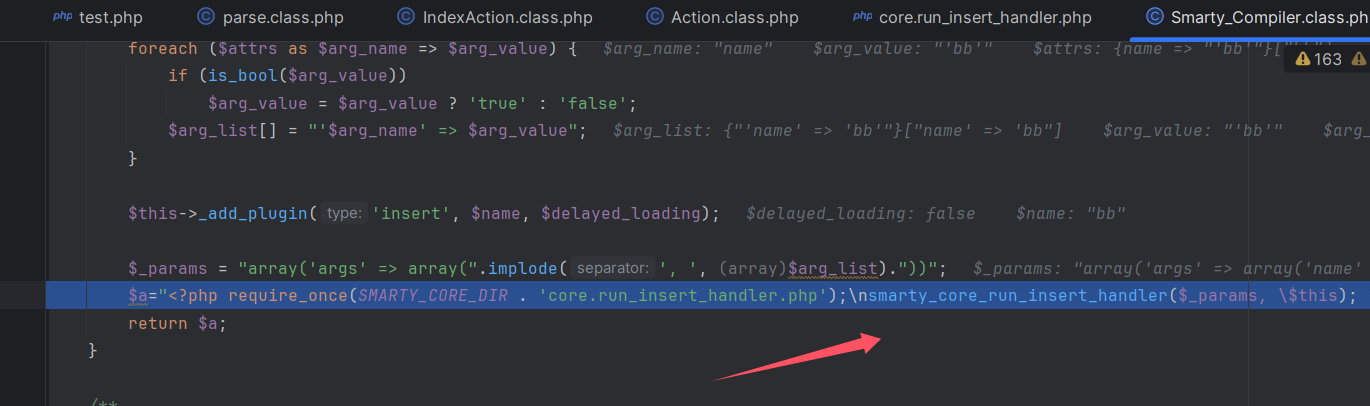 test.php parse.class.php IndexAction.class.php Action.class.php core.run_insert_handler.php Smarty_Compiler.class.ph
foreach ($attrs as $arg_name => $arg_value) { $arg_name: "name" $arg_value: "'bb'" $attrs: {name => "'bb'"}[
163
if (is_bool($arg_value))
$arg_value = $arg_value ? 'true' : 'false';
$arg_list[] = "'$arg_name' => $arg_value"; $arg_list: {"'name' => 'bb'"}["name' => 'bb"] $arg_value: "'bb'" $arg_
}
$this->_add_plugin( type: 'insert', $name, $delayed_loading); $delayed_loading: false $name: "bb"
$_params = "array('args' => array(".implode( separator: ', ', (array)$arg_list)."))"; $_params: "array('args' => array('name'
$a="<?php require_once(SMARTY_CORE_DIR . 'core.run_insert_handler.php');\nsmarty_core_run_insert_handler($_params, \$this);
return $a;
}
/**